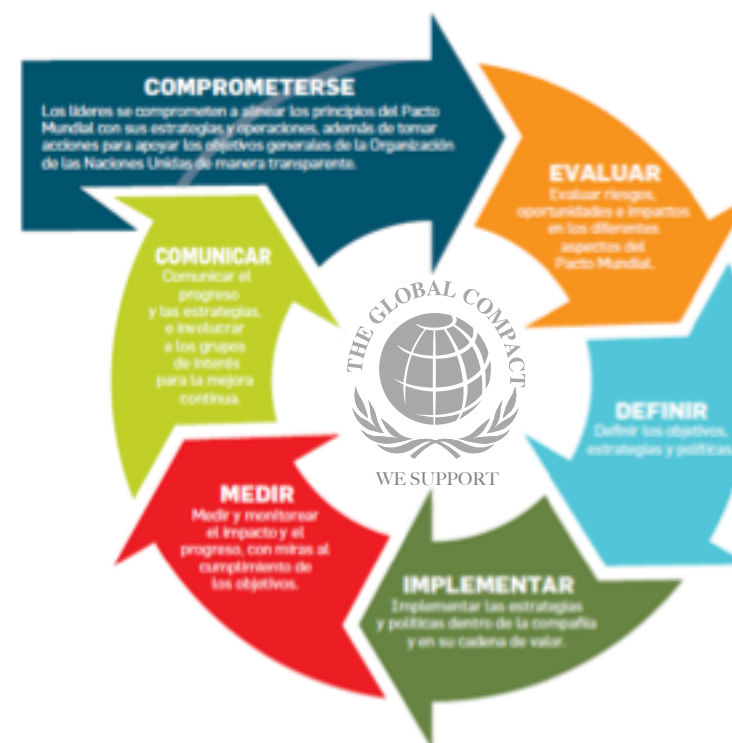 COMPROMETERSE
Los líderes se comprometen a alinear los principios del Pacto
Mundial con sus estrategias y operaciones, además de tomar
acciones para apoyar los objetivos generales de la Organización
de las Naciones Unidas de manera transparente.
EVALUAR
Evaluar riesgos,
oportunidades e impactos
en los diferentes
aspectos del
Pacto Mundial.
DEFINIR
Definir los objetivos,
estrategias y políticas
IMPLEMENTAR
Implementar las estrategias
y políticas dentro de la compañía
y en su cadena de valor.
MEDIR
Medir y monitorear
el impacto y el
progreso, con miras al
cumplimiento de
los objetivos.
COMUNICAR
Comunicar el
progreso
y las estrategias,
e involucrar
a los grupos
de interés
para la mejora
continua.
THE GLOBAL COMPACT
WE SUPPORT